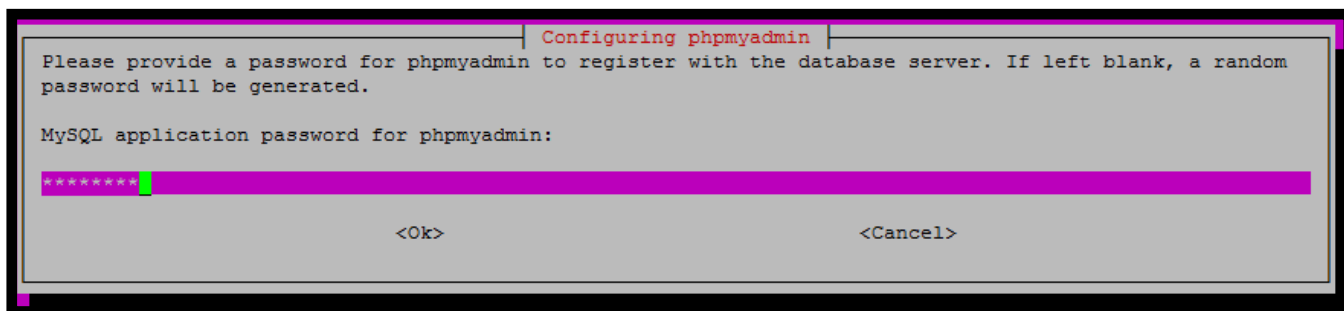 Configuring phpmyadmin
Please provide a password for phpmyadmin to register with the database server. If left blank, a random
password will be generated.
MySQL application password for phpmyadmin:
********
<Ok> <Cancel>